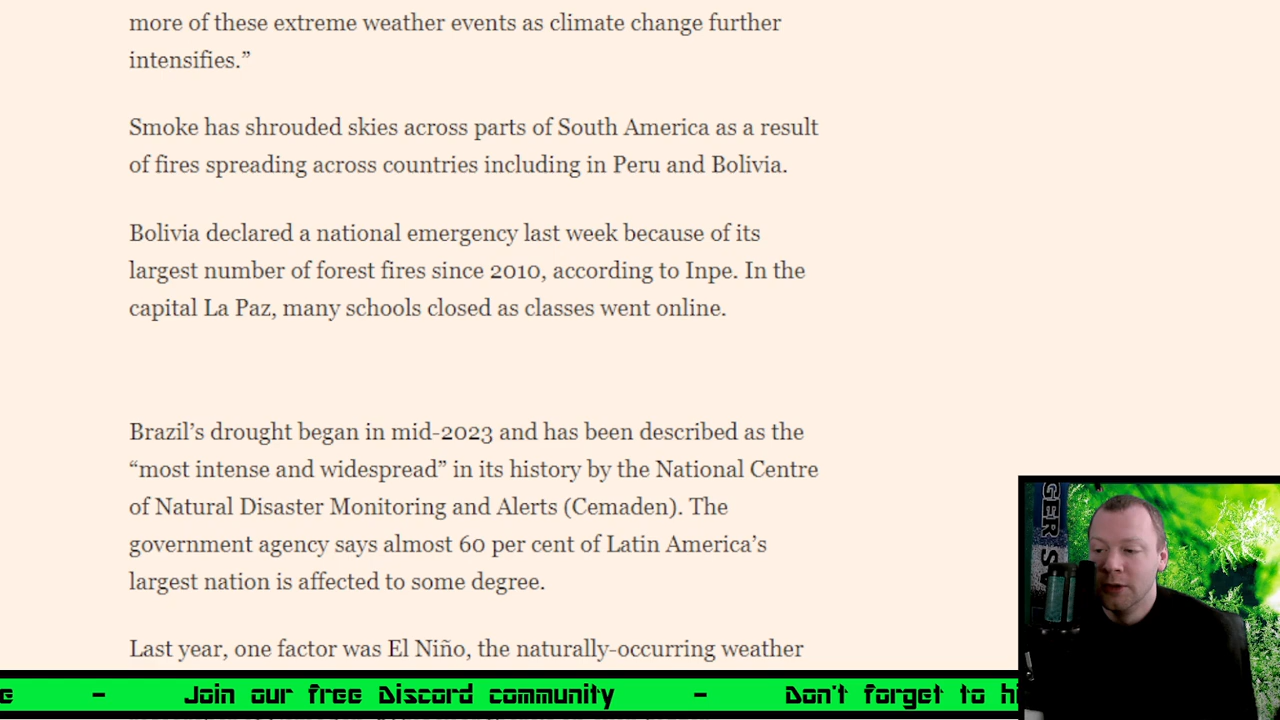 more of these extreme weather events as climate change further
intensifies.”
Smoke has shrouded skies across parts of South America as a result
of fires spreading across countries including in Peru and Bolivia.
Bolivia declared a national emergency last week because of its
largest number of forest fires since 2010, according to Inpe. In the
capital La Paz, many schools closed as classes went online.
Brazil’s drought began in mid-2023 and has been described as the
“most intense and widespread” in its history by the National Centre
of Natural Disaster Monitoring and Alerts (Cemaden). The
government agency says almost 60 per cent of Latin America’s
largest nation is affected to some degree.
Last year, one factor was El Niño, the naturally-occurring weather
e - Join our free Discord community - Don't forget to hi